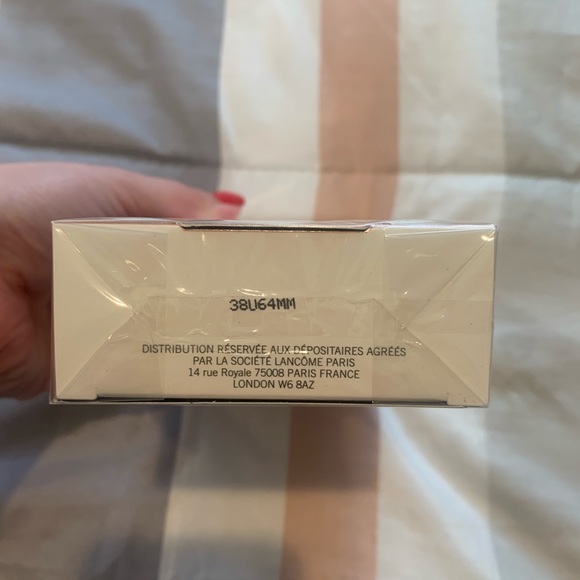 38U64MM
DISTRIBUTION RÉSERVÉE AUX DÉPOSITAIRES AGRÉÉS
PAR LA SOCIÉTÉ LANCÔME PARIS
14 rue Royale 75008 PARIS FRANCE
LONDON W6 8AZ